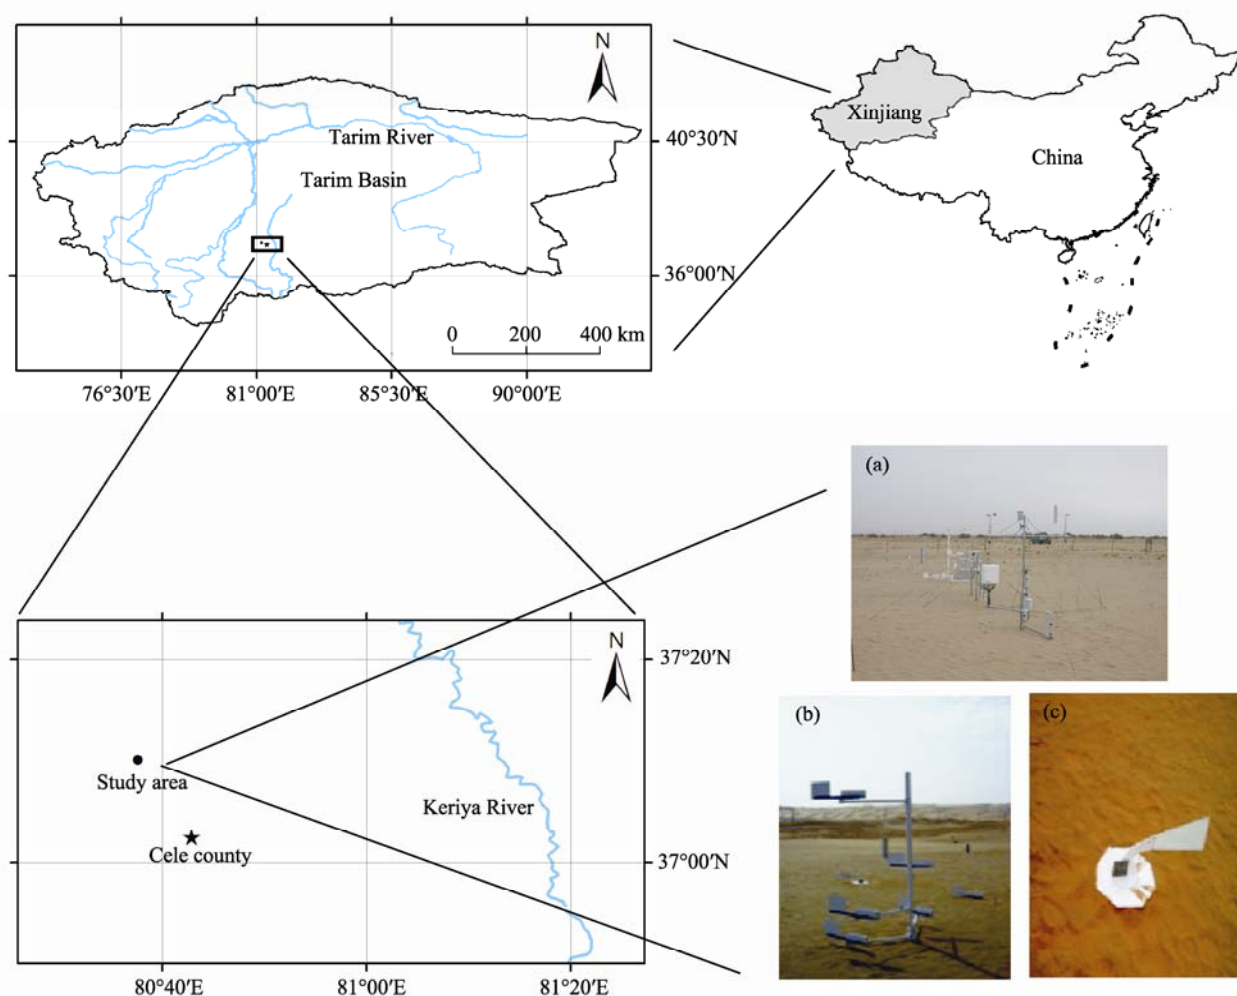 N
Tarim River
Tarim Basin
40°30′N
36°00′N
0 200 400 km
76°30′E 81°00′E 85°30′E 90°00′E
Xinjiang
China
N
37°20′N
Study area
Cele county
Keriya River
37°00′N
80°40′E 81°00′E 81°20′E
(a)
(b)
(c)